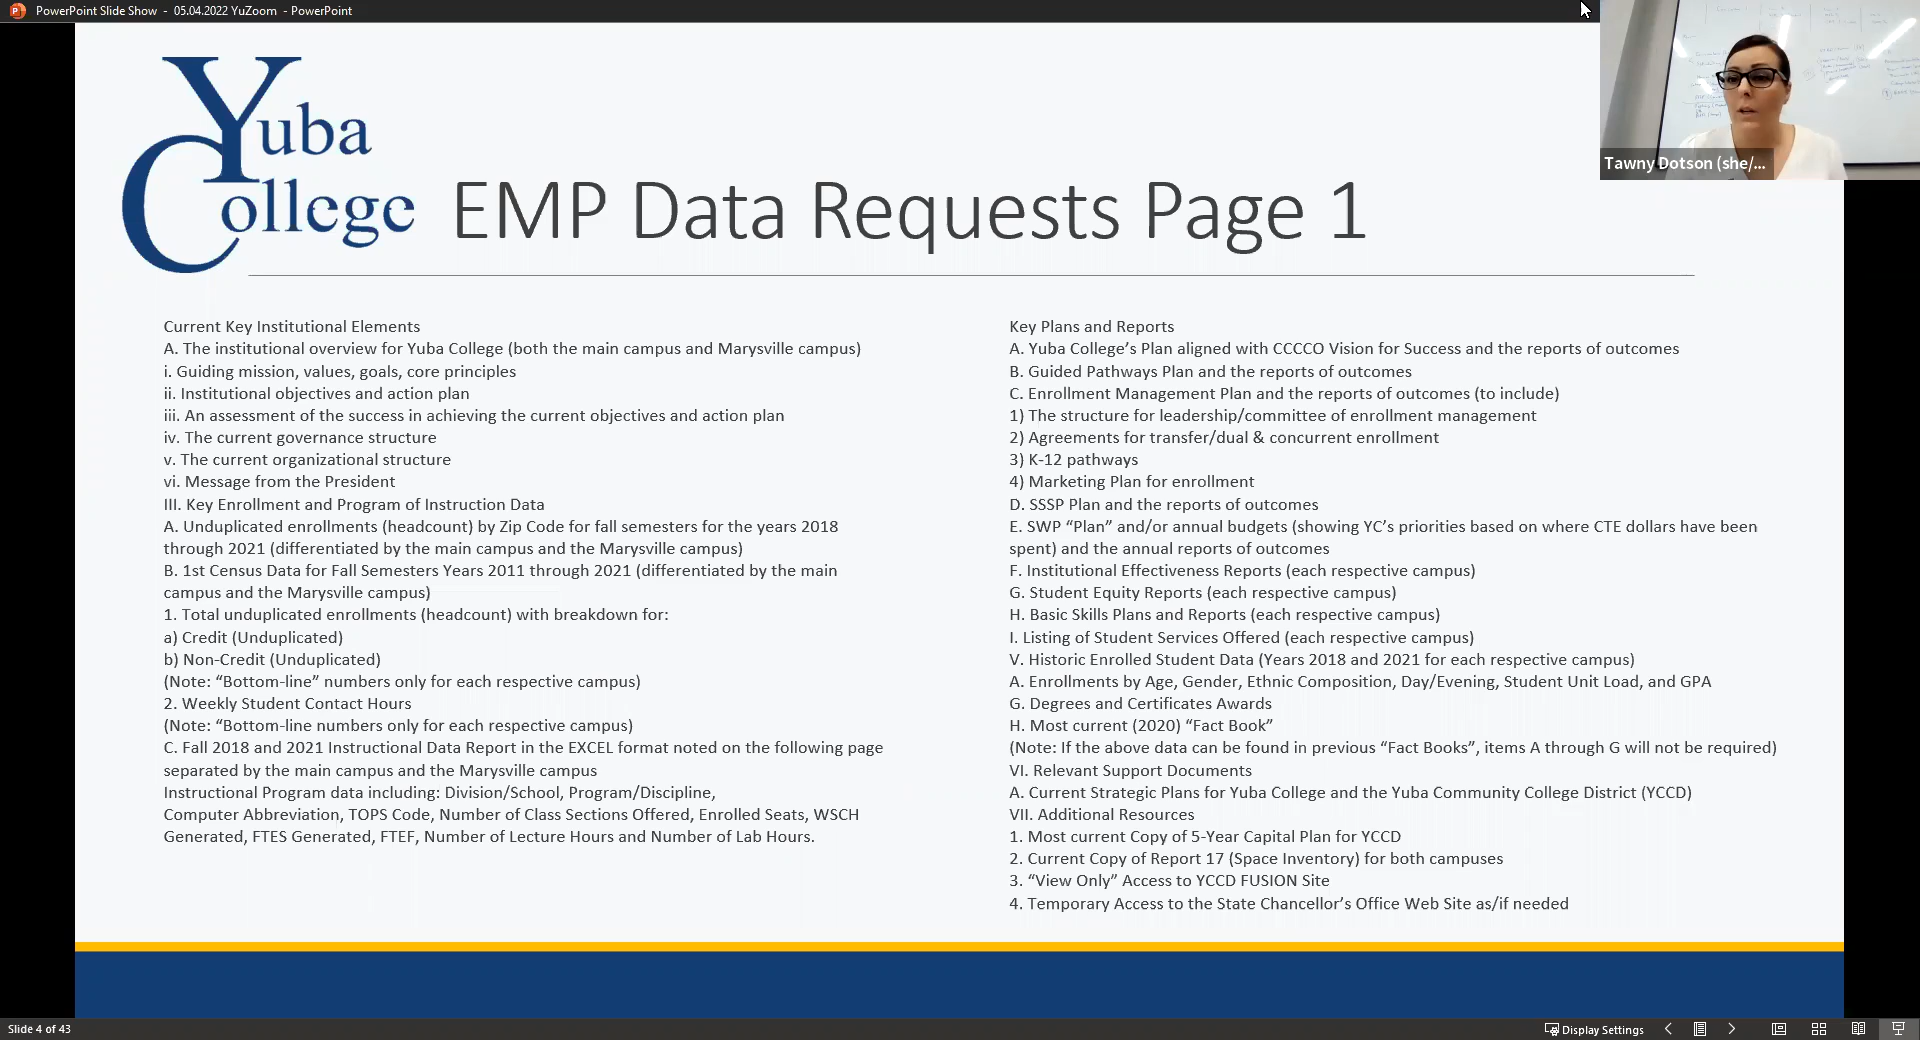 PowerPoint Slide Show - 05.04.2022 YuZoom - PowerPoint
Tawny Dotson (she/...
Yuba
College
EMP Data Requests Page 1
Current Key Institutional Elements
A. The institutional overview for Yuba College (both the main campus and Marysville campus)
i. Guiding mission, values, goals, core principles
ii. Institutional objectives and action plan
iii. An assessment of the success in achieving the current objectives and action plan
iv. The current governance structure
v. The current organizational structure
vi. Message from the President
III. Key Enrollment and Program of Instruction Data
A. Unduplicated enrollments (headcount) by Zip Code for fall semesters for the years 2018
through 2021 (differentiated by the main campus and the Marysville campus)
B. 1st Census Data for Fall Semesters Years 2011 through 2021 (differentiated by the main
campus and the Marysville campus)
1. Total unduplicated enrollments (headcount) with breakdown for:
a) Credit (Unduplicated)
b) Non-Credit (Unduplicated)
(Note: “Bottom-line” numbers only for each respective campus)
2. Weekly Student Contact Hours
(Note: “Bottom-line numbers only for each respective campus)
C. Fall 2018 and 2021 Instructional Data Report in the EXCEL format noted on the following page
separated by the main campus and the Marysville campus
Instructional Program data including: Division/School, Program/Discipline,
Computer Abbreviation, TOPS Code, Number of Class Sections Offered, Enrolled Seats, WSCH
Generated, FTES Generated, FTEF, Number of Lecture Hours and Number of Lab Hours.
Key Plans and Reports
A. Yuba College’s Plan aligned with CCCCO Vision for Success and the reports of outcomes
B. Guided Pathways Plan and the reports of outcomes
C. Enrollment Management Plan and the reports of outcomes (to include)
1) The structure for leadership/committee of enrollment management
2) Agreements for transfer/dual & concurrent enrollment
3) K-12 pathways
4) Marketing Plan for enrollment
D. SSSP Plan and the reports of outcomes
E. SWP “Plan” and/or annual budgets (showing YC’s priorities based on where CTE dollars have been
spent) and the annual reports of outcomes
F. Institutional Effectiveness Reports (each respective campus)
G. Student Equity Reports (each respective campus)
H. Basic Skills Plans and Reports (each respective campus)
I. Listing of Student Services Offered (each respective campus)
V. Historic Enrolled Student Data (Years 2018 and 2021 for each respective campus)
A. Enrollments by Age, Gender, Ethnic Composition, Day/Evening, Student Unit Load, and GPA
G. Degrees and Certificates Awards
H. Most current (2020) “Fact Book”
(Note: If the above data can be found in previous “Fact Books”, items A through G will not be required)
VI. Relevant Support Documents
A. Current Strategic Plans for Yuba College and the Yuba Community College District (YCCD)
VII. Additional Resources
1. Most current Copy of 5-Year Capital Plan for YCCD
2. Current Copy of Report 17 (Space Inventory) for both campuses
3. “View Only” Access to YCCD FUSION Site
4. Temporary Access to the State Chancellor’s Office Web Site as/if needed
Slide 4 of 43
Display Settings